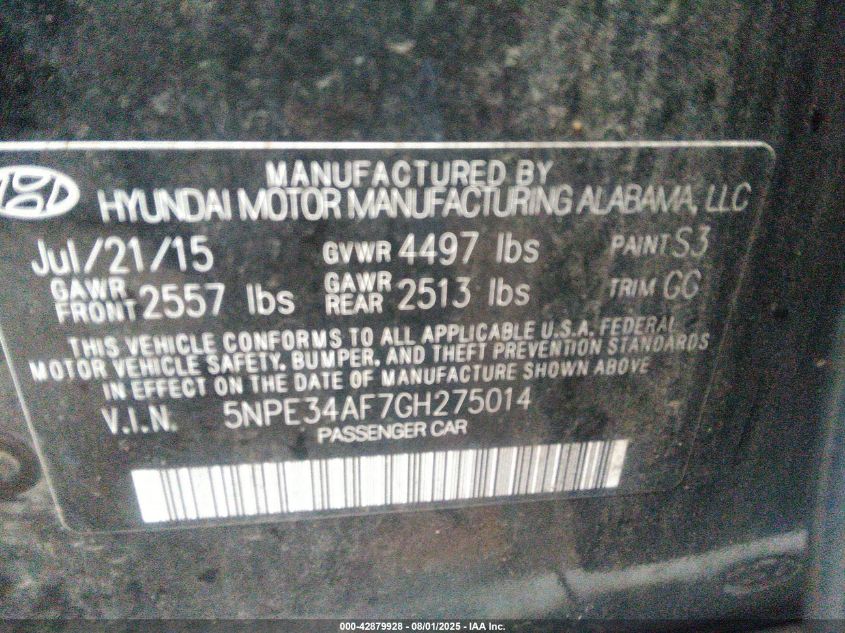 MANUFACTURED BY
HYUNDAI MOTOR MANUFACTURING ALABAMA, LLC
Jul/21/15 GVWR 4497 lbs PAINT S3
GAWR FRONT 2557 lbs GAWR REAR 2513 lbs TRIM GC
THIS VEHICLE CONFORMS TO ALL APPLICABLE U.S.A. FEDERAL
MOTOR VEHICLE SAFETY, BUMPER, AND THEFT PREVENTION STANDARDS
IN EFFECT ON THE DATE OF MANUFACTURE SHOWN ABOVE
V.I.N. 5NPE34AF7GH275014
PASSENGER CAR
000-42879928 - 08/01/2025 - IAA Inc.